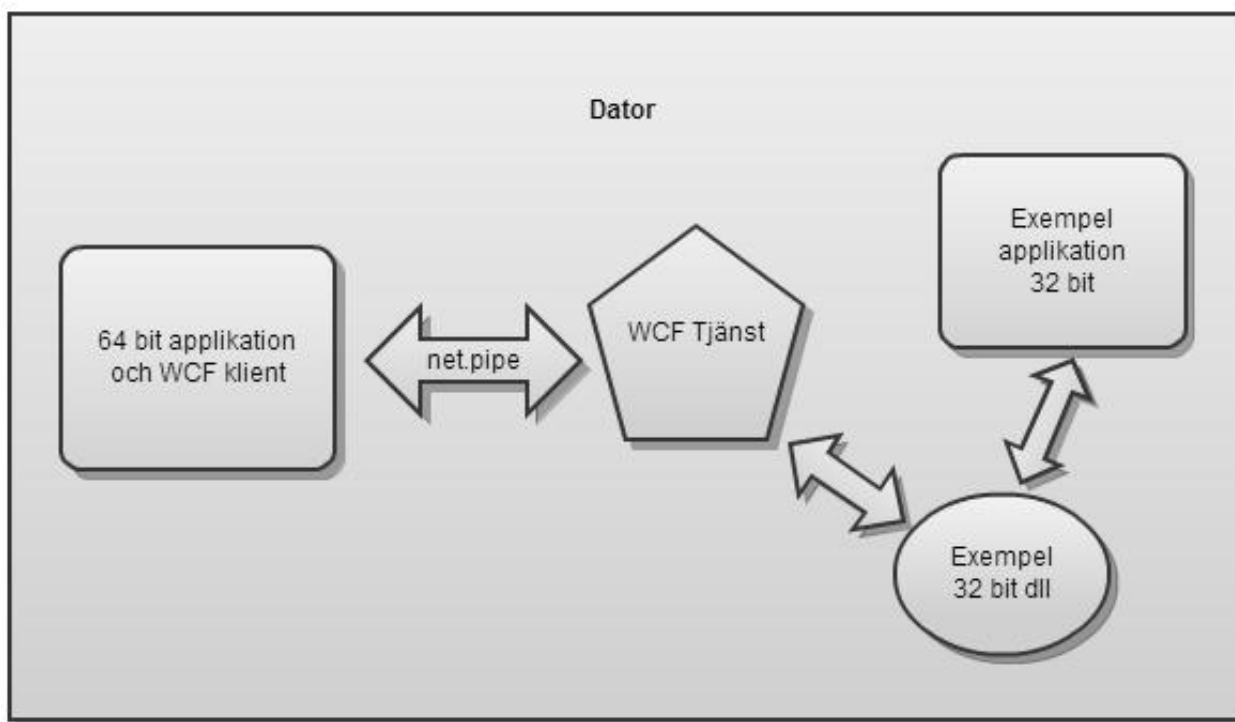 Dator
Exempel
applikation
32 bit
64 bit applikation
och WCF klient
net.pipe
WCF Tjänst
Exempel
32 bit dll